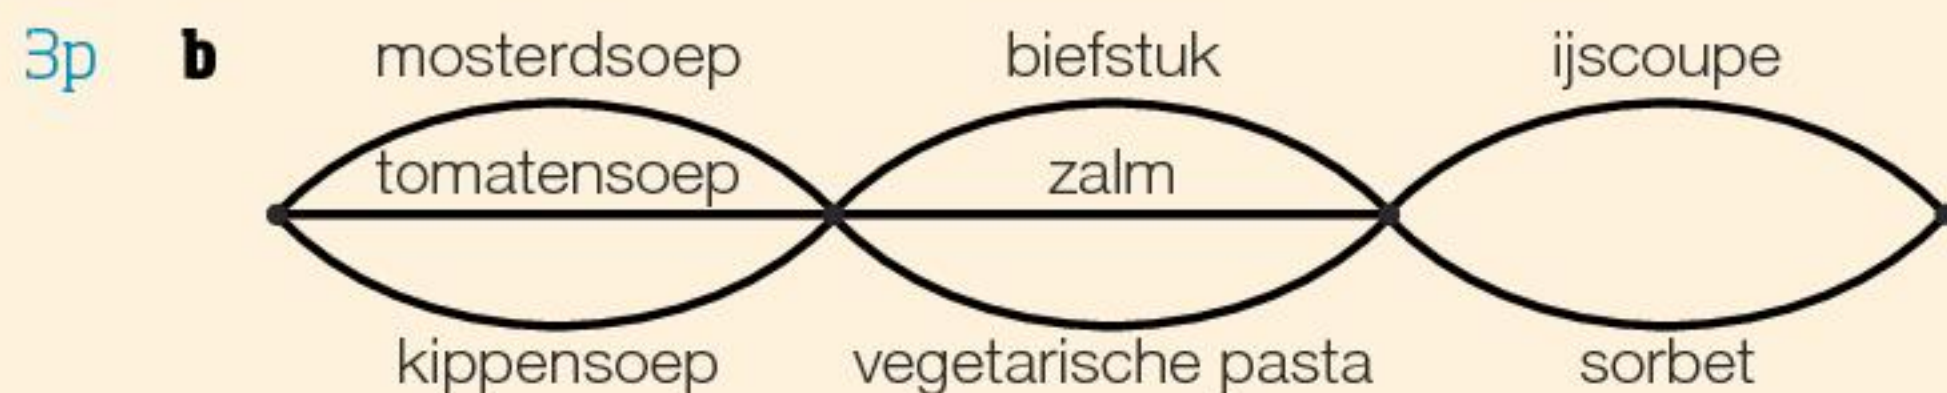 3p b mosterdsoep biefstuk ijscoupe
tomatensoep zalm
kippensoep vegetarische pasta sorbet